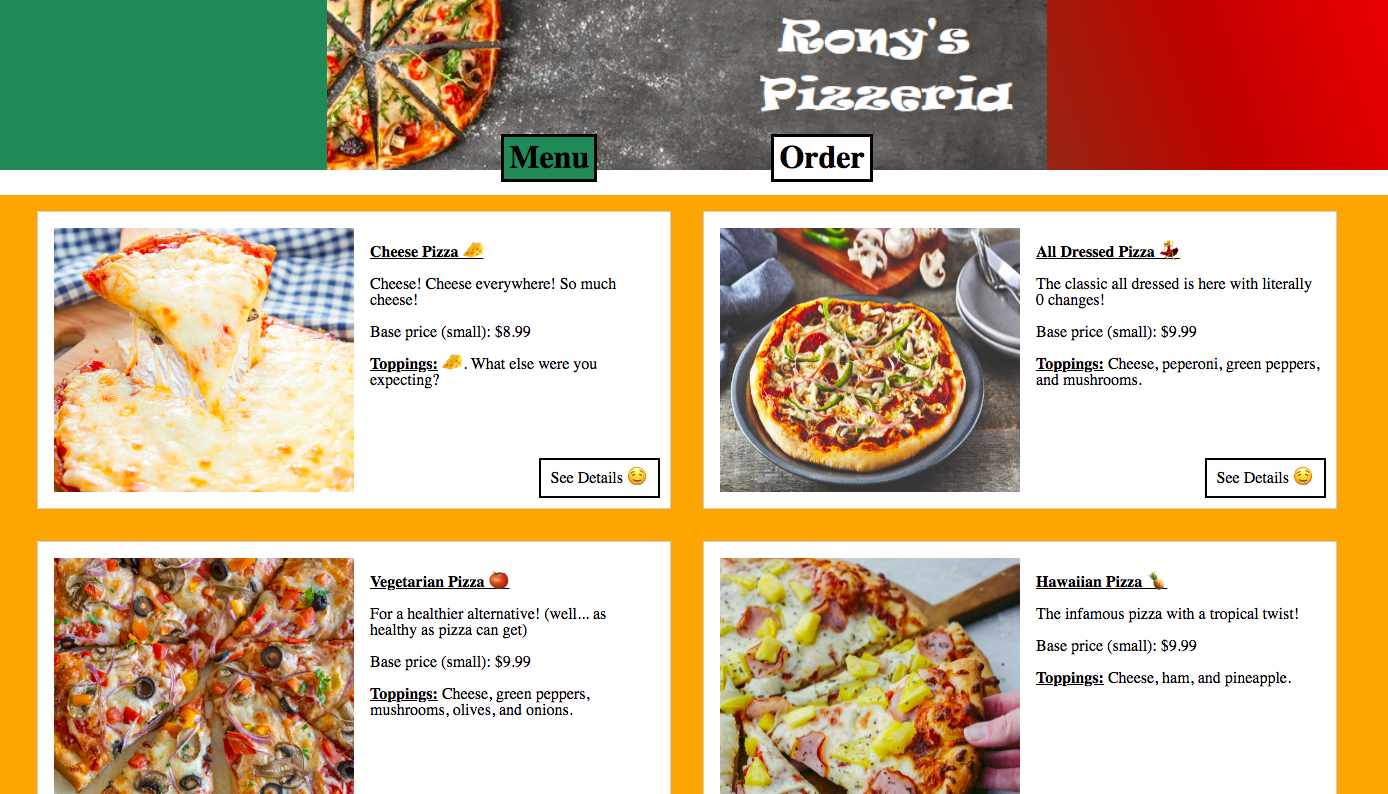 Rony's
Pizzeria
Menu
Order
Cheese Pizza 🧀
Cheese! Cheese everywhere! So much
cheese!
Base price (small): $8.99
Toppings: 🧀. What else were you
expecting?
See Details 🤤
All Dressed Pizza 💃
The classic all dressed is here with literally
0 changes!
Base price (small): $9.99
Toppings: Cheese, peperoni, green peppers,
and mushrooms.
See Details 🤤
Vegetarian Pizza 🍅
For a healthier alternative! (well... as
healthy as pizza can get)
Base price (small): $9.99
Toppings: Cheese, green peppers,
mushrooms, olives, and onions.
Hawaiian Pizza 🍍
The infamous pizza with a tropical twist!
Base price (small): $9.99
Toppings: Cheese, ham, and pineapple.